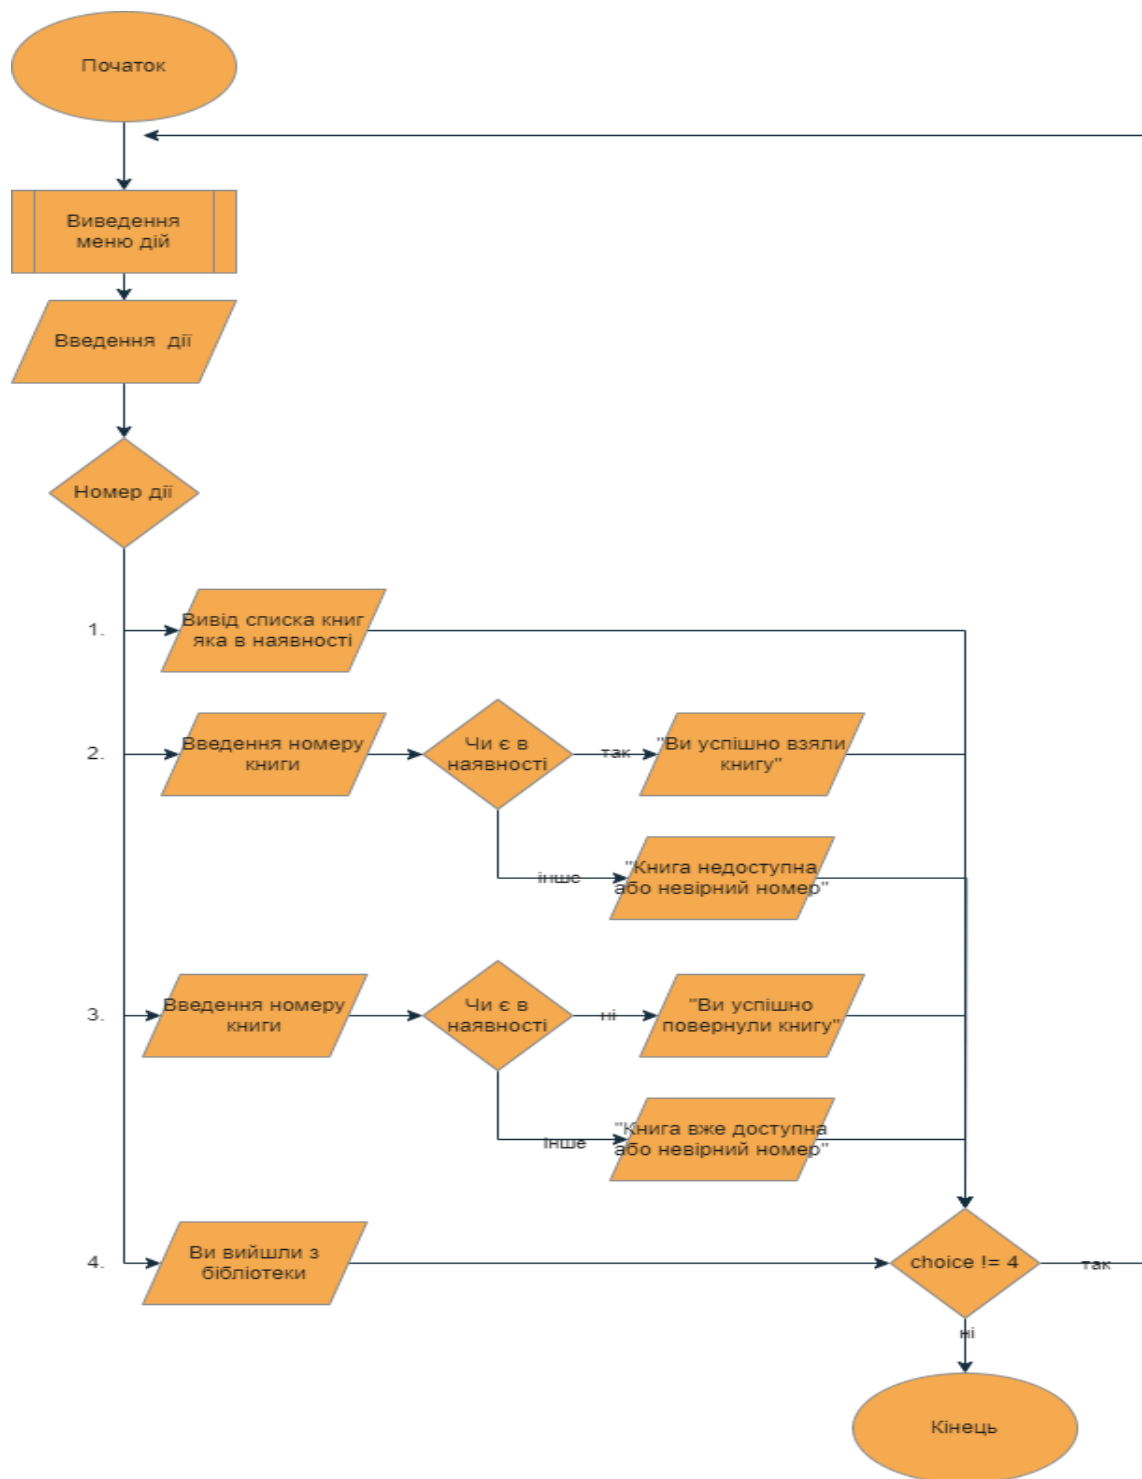 Початок
Виведення
меню дій
Введення дії
Номер дії
1.
Вивід списка книг
яка в наявності
2.
Введення номеру
книги
Чи є в
наявності
так
"Ви успішно взяли
книгу"
інше
"Книга недоступна
або невірний номер"
3.
Введення номеру
книги
Чи є в
наявності
ні
"Ви успішно
повернули книгу"
інше
"Книга вже доступна
або невірний номер"
4.
Ви вийшли з
бібліотеки
choice != 4
так
ні
Кінець